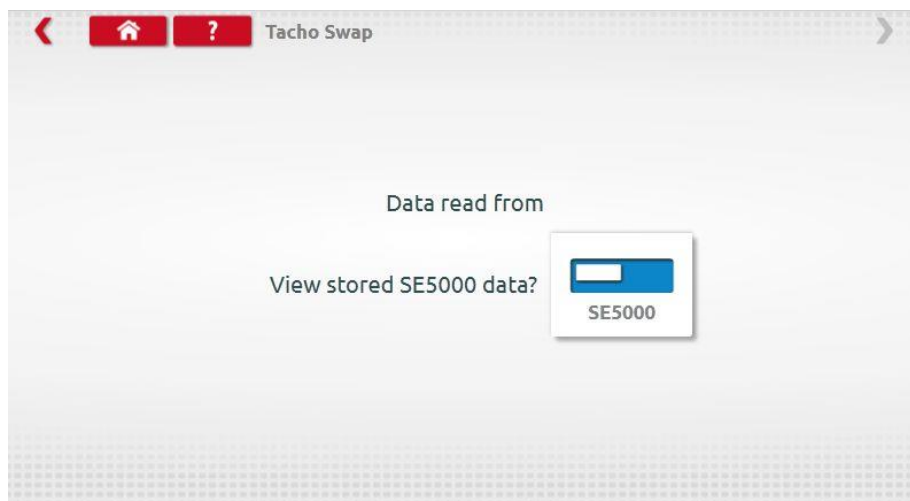 ? Tacho Swap
Data read from
View stored SE5000 data?
SE5000